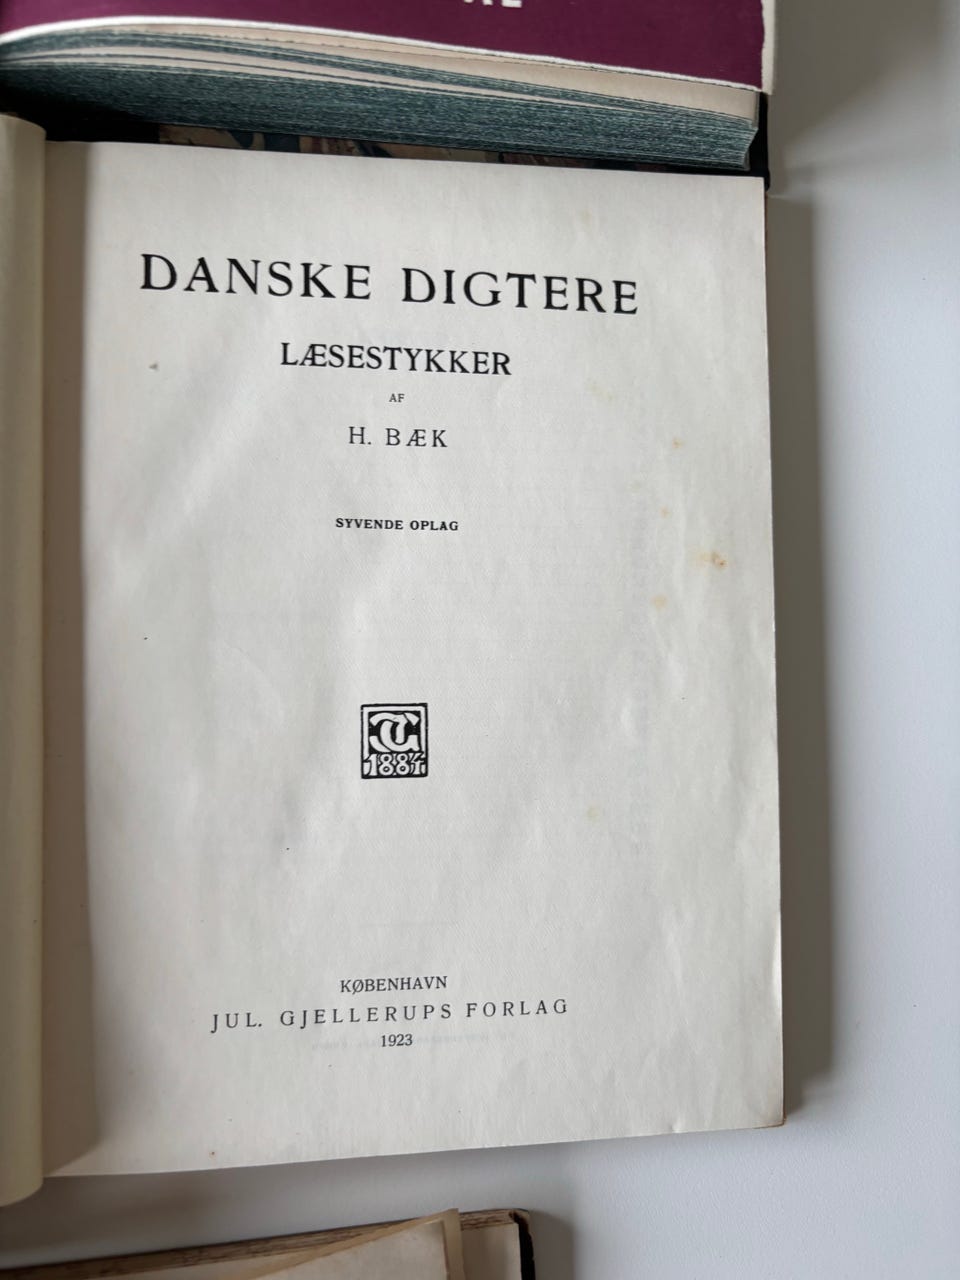 DANSKE DIGTERE
LÆSESTYKKER
AF
H. BÆK
SYVENDE OPLAG
1884
KØBENHAVN
JUL. GJELLERUPS FORLAG
1923